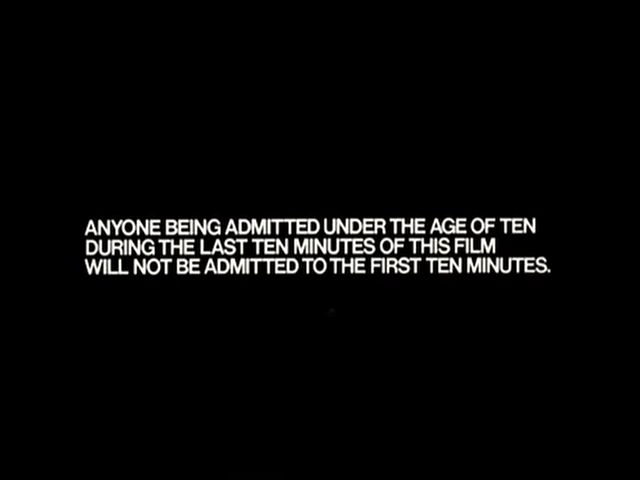 ANYONE BEING ADMITTED UNDER THE AGE OF TEN
DURING THE LAST TEN MINUTES OF THIS FILM
WILL NOT BE ADMITTED TO THE FIRST TEN MINUTES.